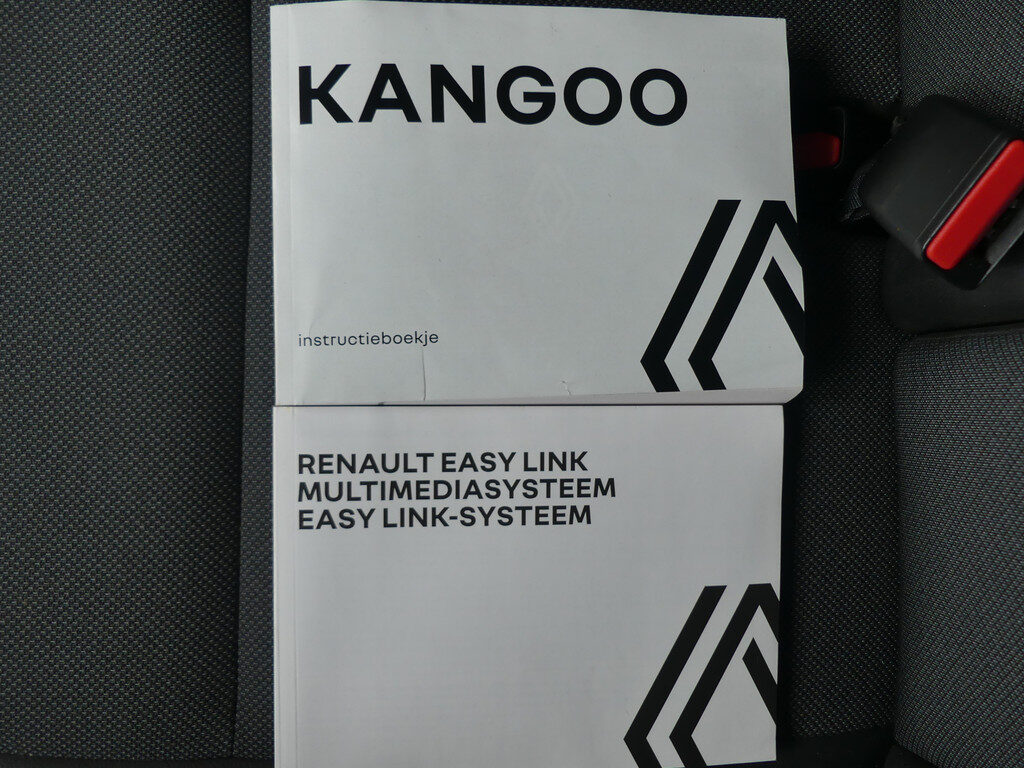 KANGOO
instructieboekje
RENAULT EASY LINK
MULTIMEDIASYSTEEM
EASY LINK-SYSTEEM